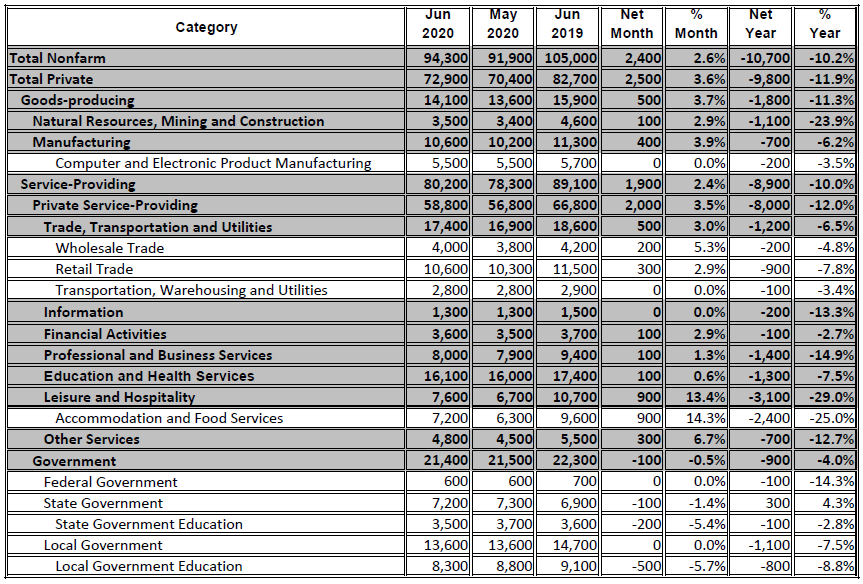 Category Jun 2020 May 2020 Jun 2019 Net Month % Month Net Year % Year
Total Nonfarm 94,300 91,900 105,000 2,400 2.6% -10,700 -10.2%
Total Private 72,900 70,400 82,700 2,500 3.6% -9,800 -11.9%
Goods-producing 14,100 13,600 15,900 500 3.7% -1,800 -11.3%
Natural Resources, Mining and Construction 3,500 3,400 4,600 100 2.9% -1,100 -23.9%
Manufacturing 10,600 10,200 11,300 400 3.9% -700 -6.2%
Computer and Electronic Product Manufacturing 5,500 5,500 5,700 0 0.0% -200 -3.5%
Service-Providing 80,200 78,300 89,100 1,900 2.4% -8,900 -10.0%
Private Service-Providing 58,800 56,800 66,800 2,000 3.5% -8,000 -12.0%
Trade, Transportation and Utilities 17,400 16,900 18,600 500 3.0% -1,200 -6.5%
Wholesale Trade 4,000 3,800 4,200 200 5.3% -200 -4.8%
Retail Trade 10,600 10,300 11,500 300 2.9% -900 -7.8%
Transportation, Warehousing and Utilities 2,800 2,800 2,900 0 0.0% -100 -3.4%
Information 1,300 1,300 1,500 0 0.0% -200 -13.3%
Financial Activities 3,600 3,500 3,700 100 2.9% -100 -2.7%
Professional and Business Services 8,000 7,900 9,400 100 1.3% -1,400 -14.9%
Education and Health Services 16,100 16,000 17,400 100 0.6% -1,300 -7.5%
Leisure and Hospitality 7,600 6,700 10,700 900 13.4% -3,100 -29.0%
Accommodation and Food Services 7,200 6,300 9,600 900 14.3% -2,400 -25.0%
Other Services 4,800 4,500 5,500 300 6.7% -700 -12.7%
Government 21,400 21,500 22,300 -100 -0.5% -900 -4.0%
Federal Government 600 600 700 0 0.0% -100 -14.3%
State Government 7,200 7,300 6,900 -100 -1.4% 300 4.3%
State Government Education 3,500 3,700 3,600 -200 -5.4% -100 -2.8%
Local Government 13,600 13,600 14,700 0 0.0% -1,100 -7.5%
Local Government Education 8,300 8,800 9,100 -500 -5.7% -800 -8.8%